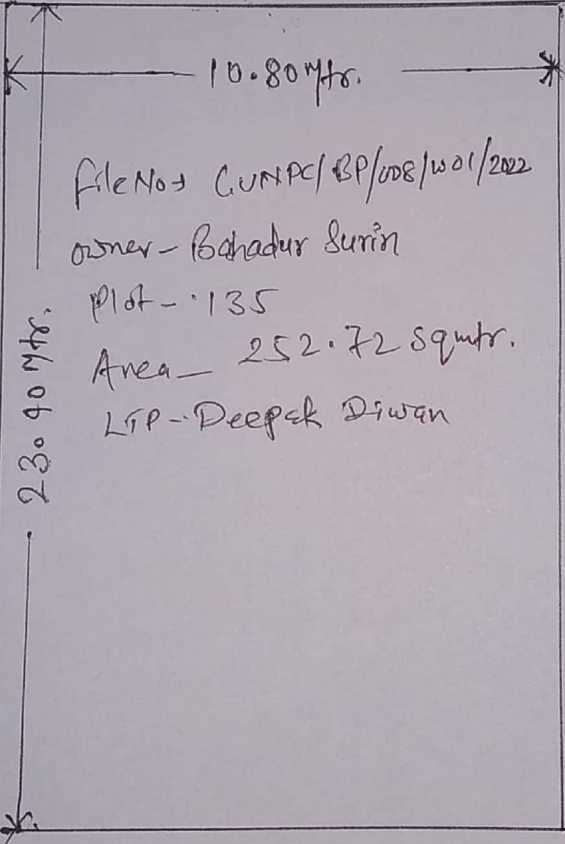 10.80 mtr.
File No → GUNPC/BP/008/W01/2022
owner - Bahadur Surin
Plot - 135
Area - 252.72 sqmtr.
LTP - Deepak Diwan
23.40 mtr.